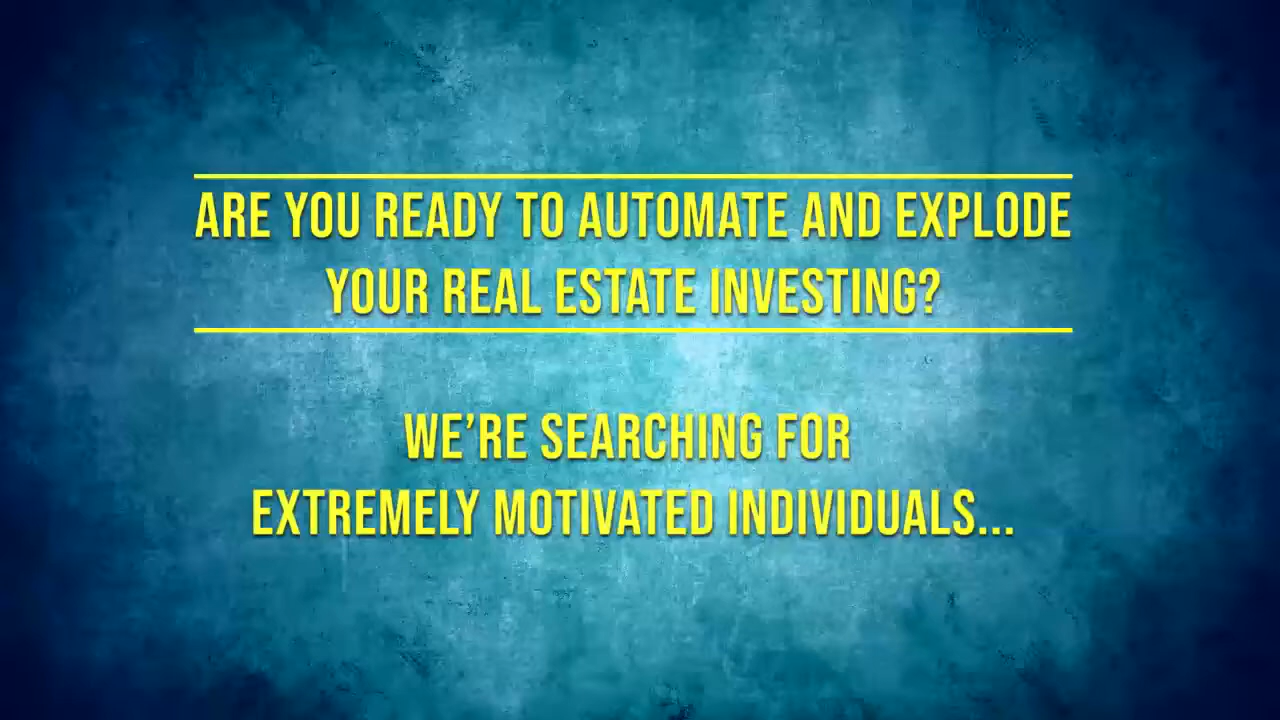 ARE YOU READY TO AUTOMATE AND EXPLODE
YOUR REAL ESTATE INVESTING?
WE’RE SEARCHING FOR
EXTREMELY MOTIVATED INDIVIDUALS...